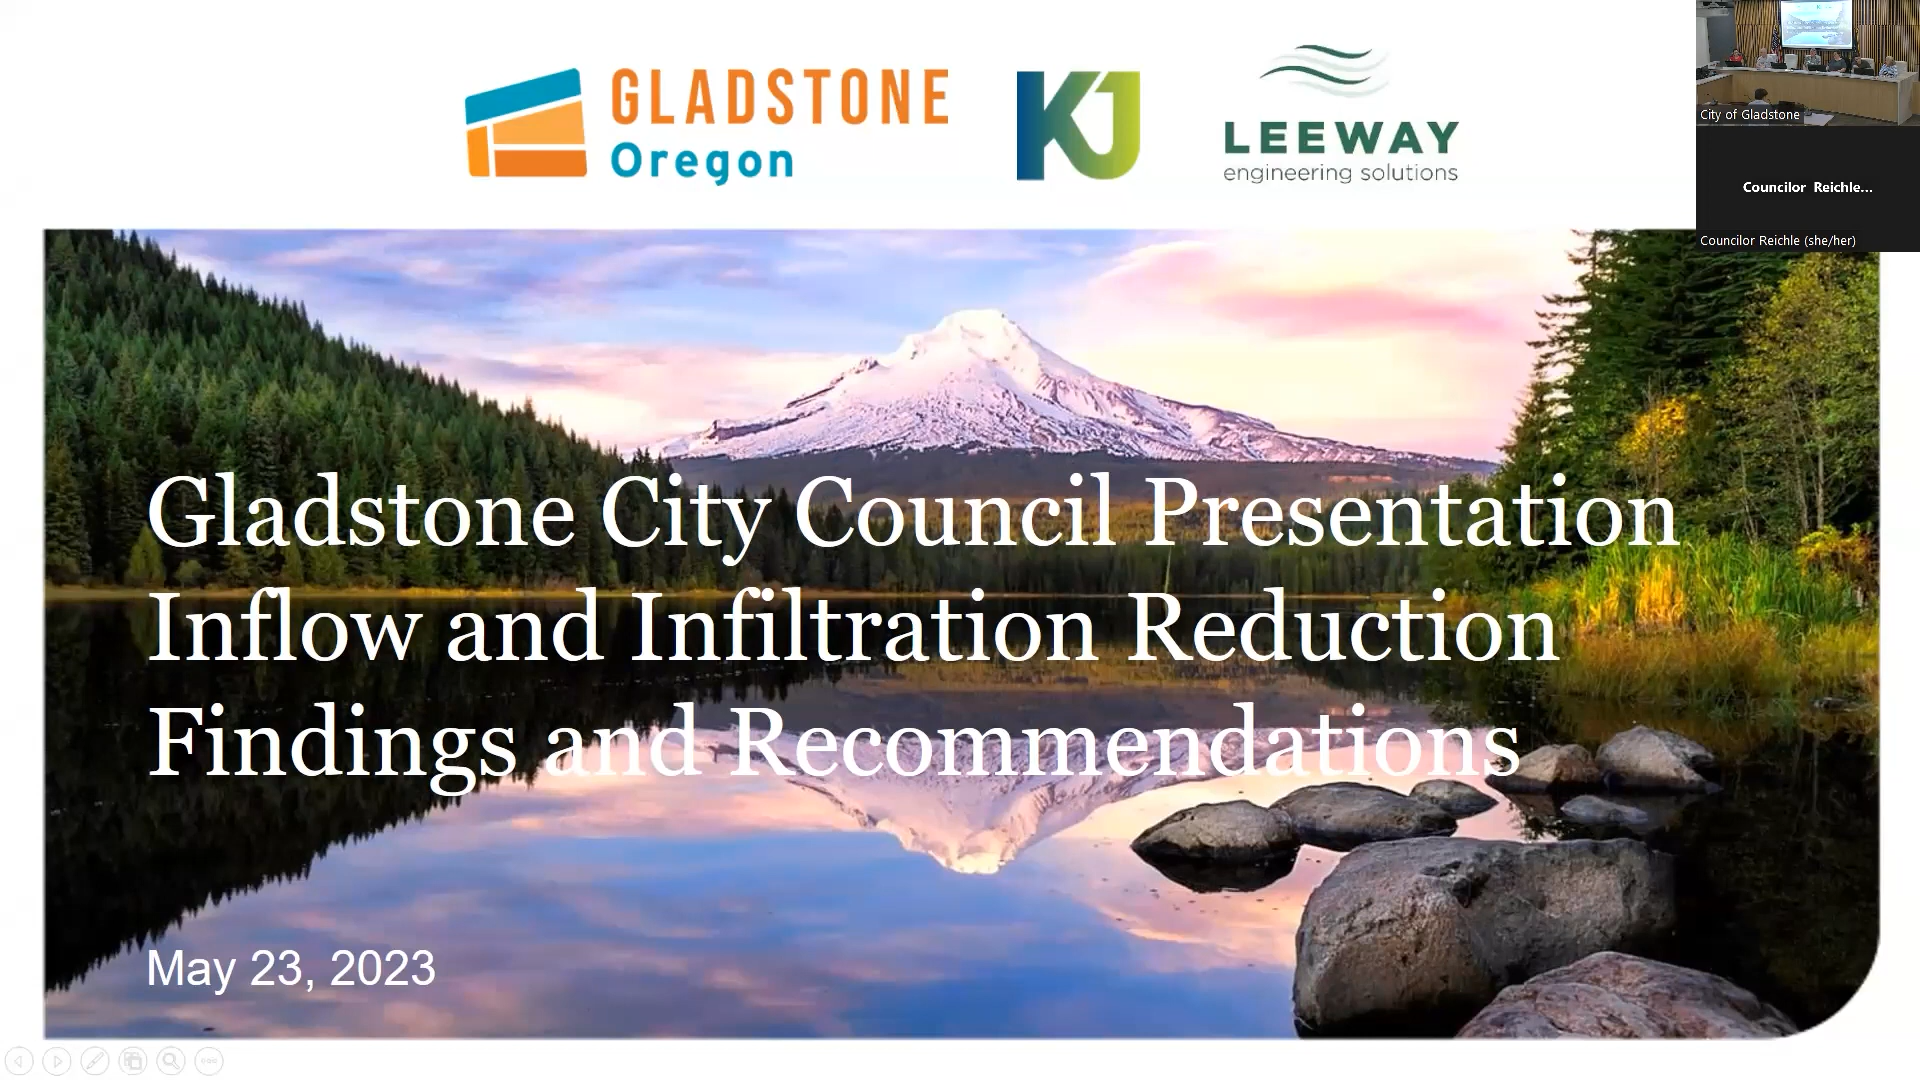 GLADSTONE
Oregon
KJ
LEEWAY
engineering solutions
City of Gladstone
Councilor Reichle...
Councilor Reichle (she/her)
Gladstone City Council Presentation
Inflow and Infiltration Reduction
Findings and Recommendations
May 23, 2023